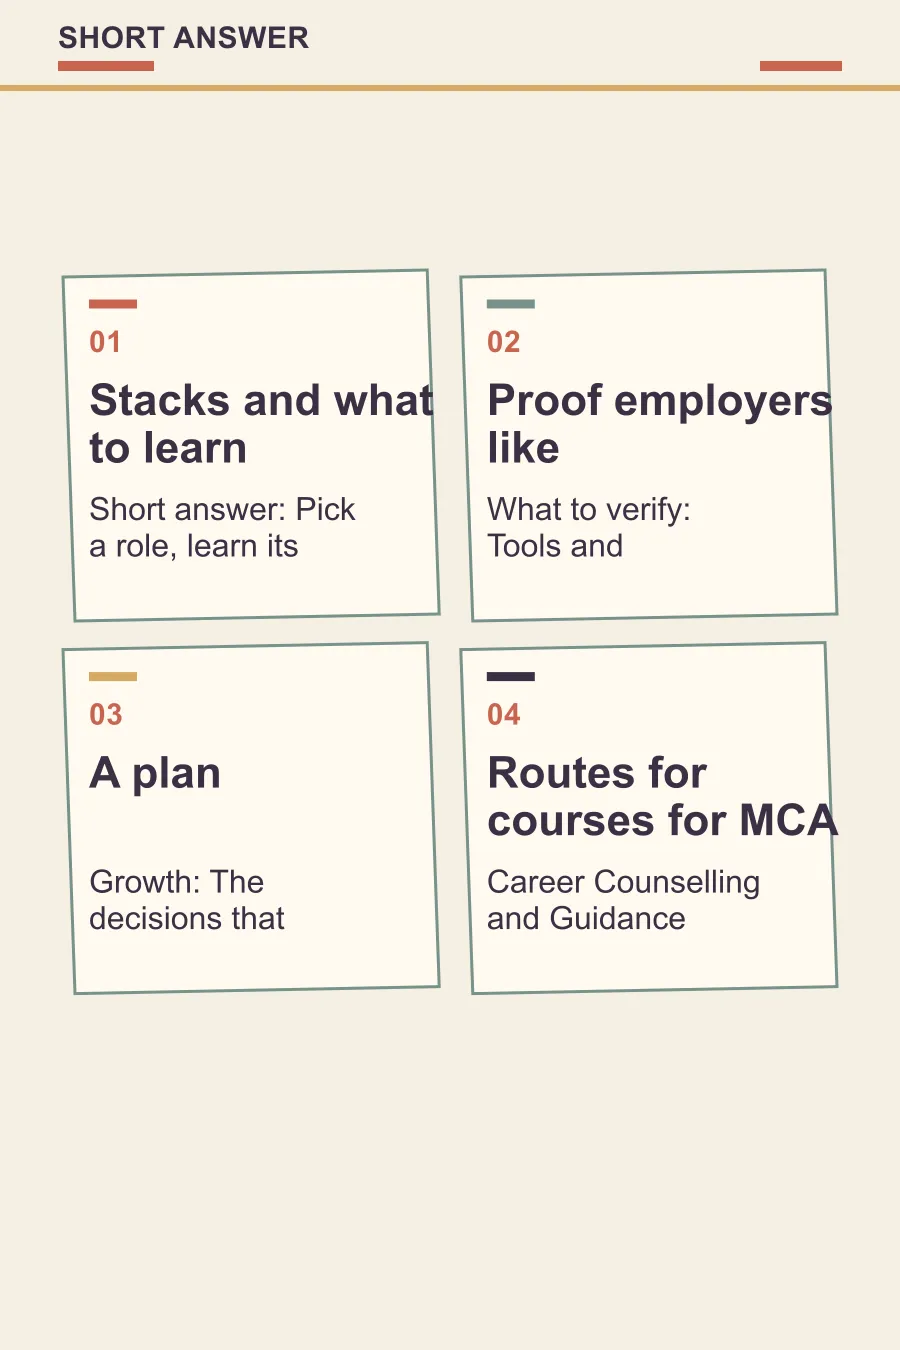 SHORT ANSWER
01
Stacks and what
to learn
Short answer: Pick
a role, learn its
02
Proof employers
like
What to verify:
Tools and
03
A plan
Growth: The
decisions that
04
Routes for
courses for MCA
Career Counselling
and Guidance